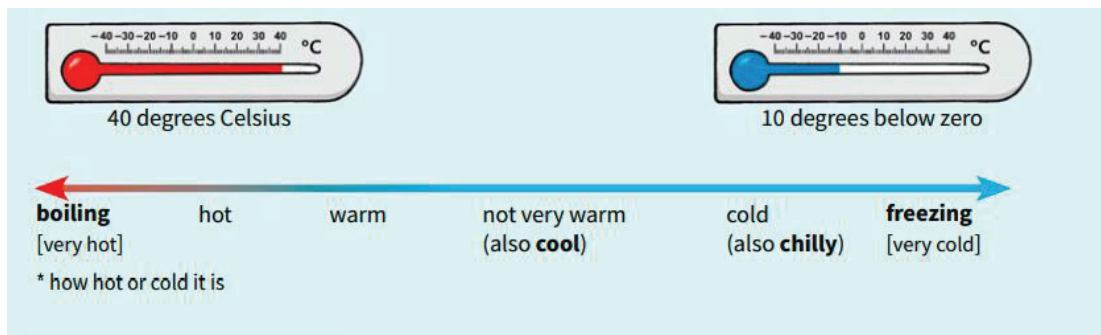 -40 -30 -20 -10 0 10 20 30 40 °C
40 degrees Celsius
-40 -30 -20 -10 0 10 20 30 40 °C
10 degrees below zero
boiling hot warm not very warm cold freezing
[very hot] (also cool) (also chilly) [very cold]
* how hot or cold it is